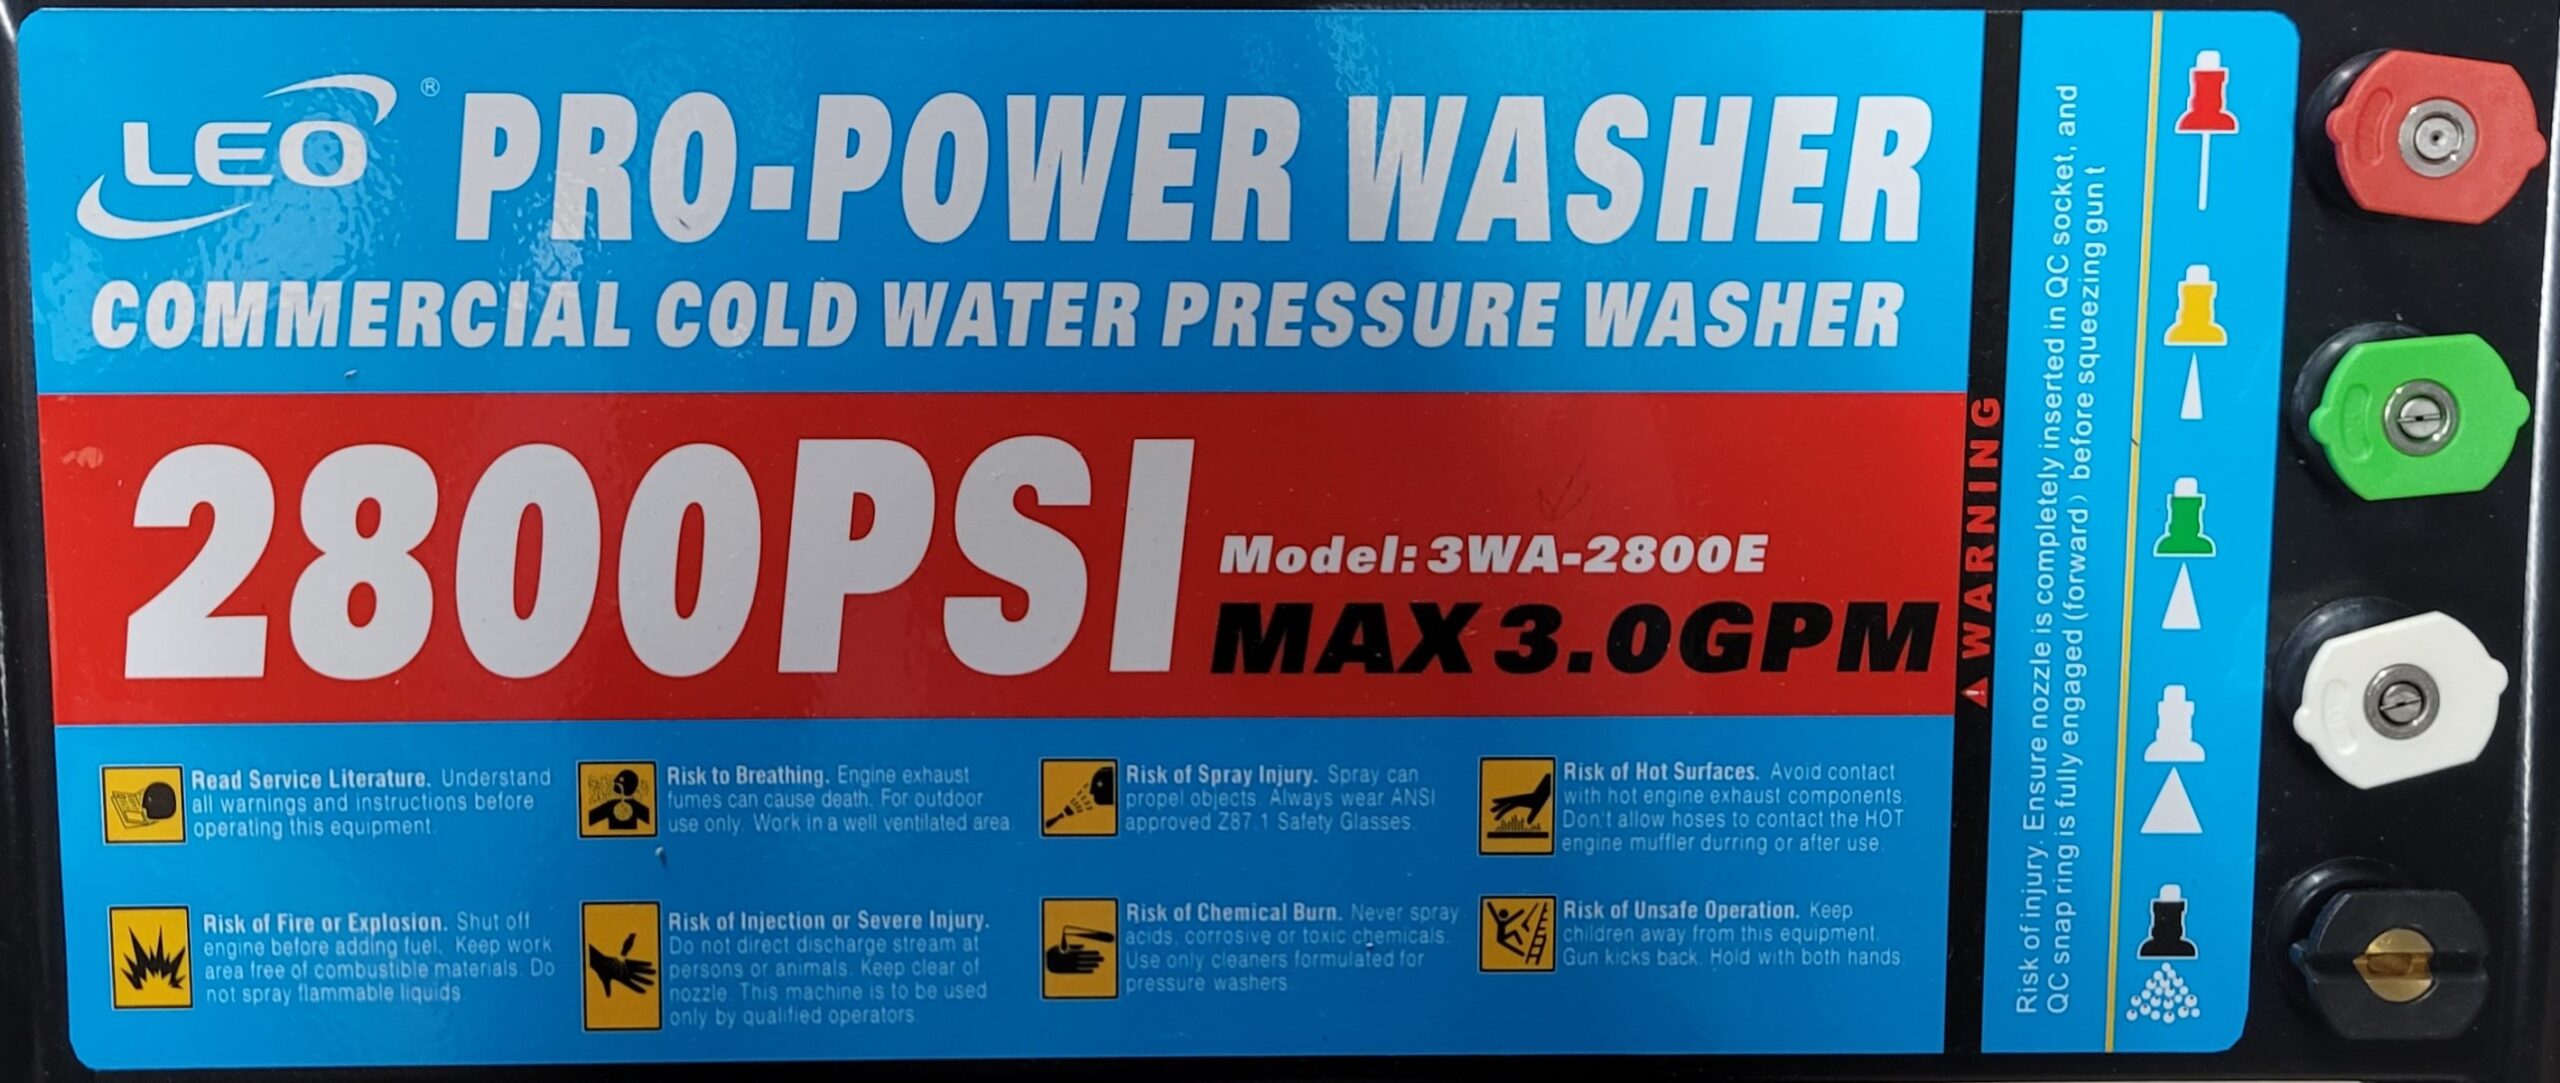 LEO ®
PRO-POWER WASHER
COMMERCIAL COLD WATER PRESSURE WASHER
2800PSI
Model: 3WA-2800E
MAX 3.0GPM
Read Service Literature. Understand
all warnings and instructions before
operating this equipment.
Risk to Breathing. Engine exhaust
fumes can cause death. For outdoor
use only. Work in a well ventilated area.
Risk of Spray Injury. Spray can
propel objects. Always wear ANSI
approved Z87.1 Safety Glasses.
Risk of Hot Surfaces. Avoid contact
with hot engine exhaust components.
Don't allow hoses to contact the HOT
engine muffler durring or after use.
Risk of Fire or Explosion. Shut off
engine before adding fuel. Keep work
area free of combustible materials. Do
not spray flammable liquids.
Risk of Injection or Severe Injury.
Do not direct discharge stream at
persons or animals. Keep clear of
nozzle. This machine is to be used
only by qualified operators.
Risk of Chemical Burn. Never spray
acids, corrosive or toxic chemicals.
Use only cleaners formulated for
pressure washers.
Risk of Unsafe Operation. Keep
children away from this equipment.
Gun kicks back. Hold with both hands.
WARNING
Risk of injury. Ensure nozzle is completely inserted in QC socket, and
QC snap ring is fully engaged (forward) before squeezing gun t